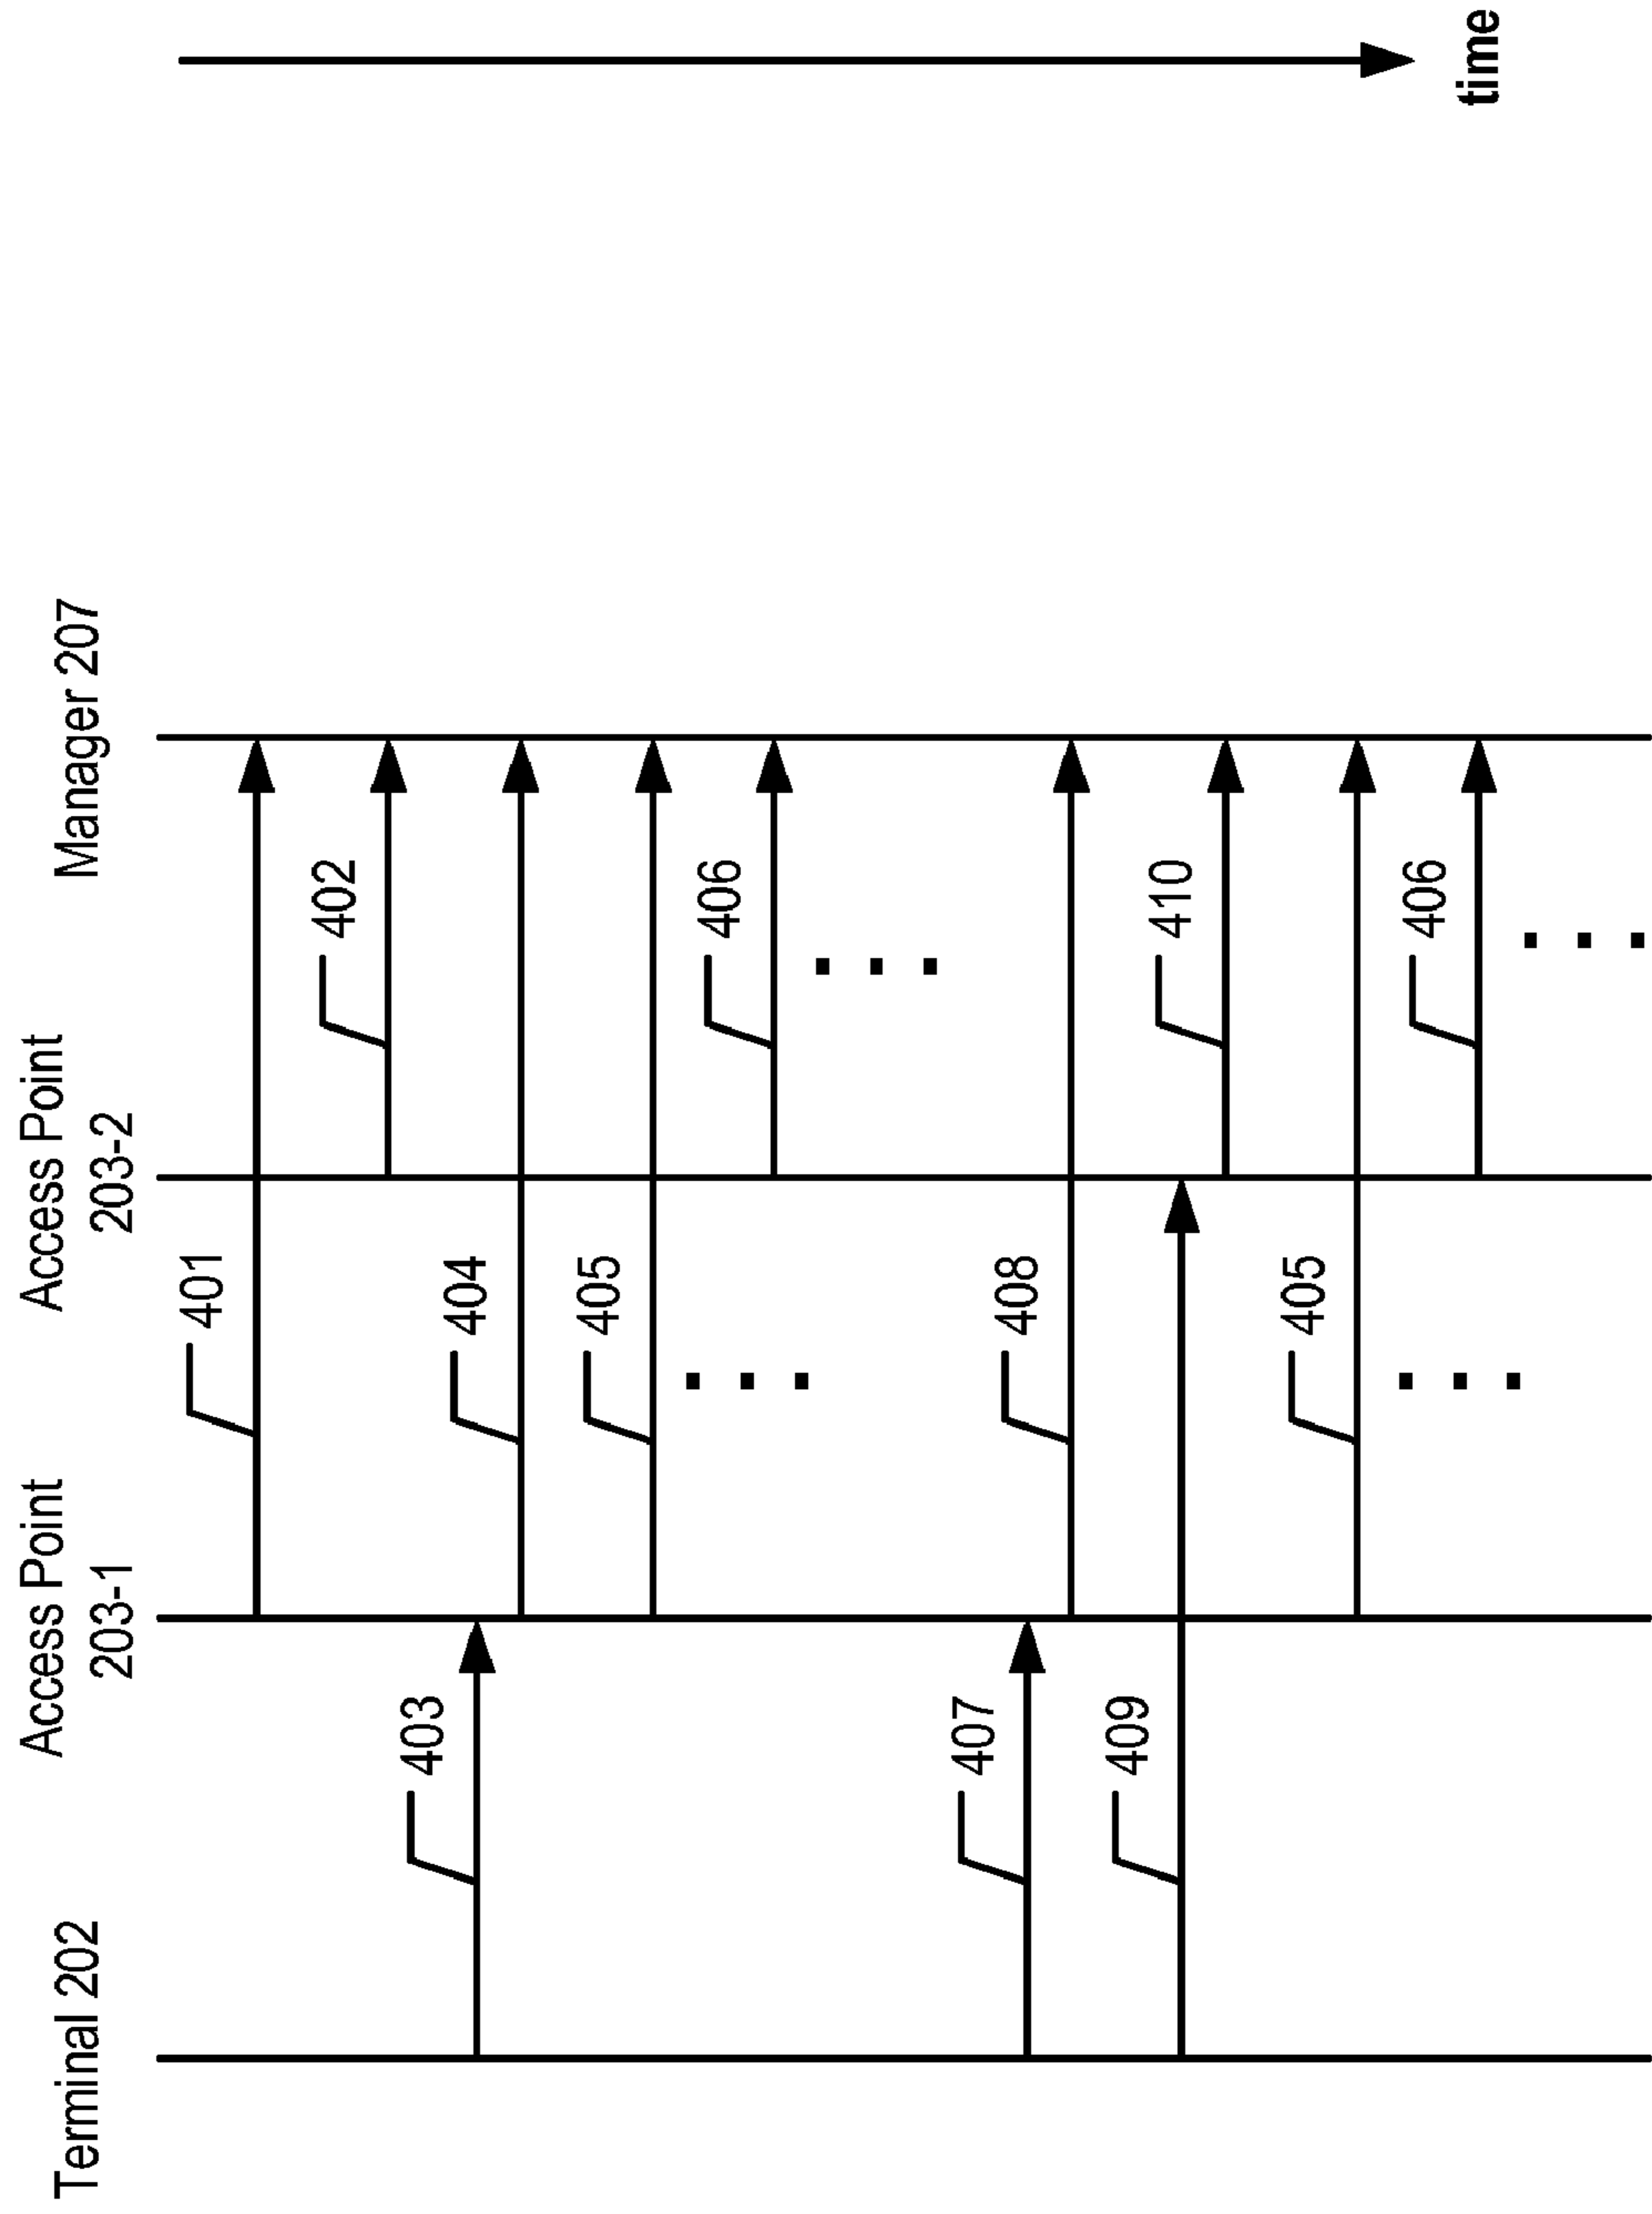 Terminal 202
Access Point
203-1
Access Point
203-2
Manager 207
401
402
403
404
405
406
407
408
409
410
405
406
time